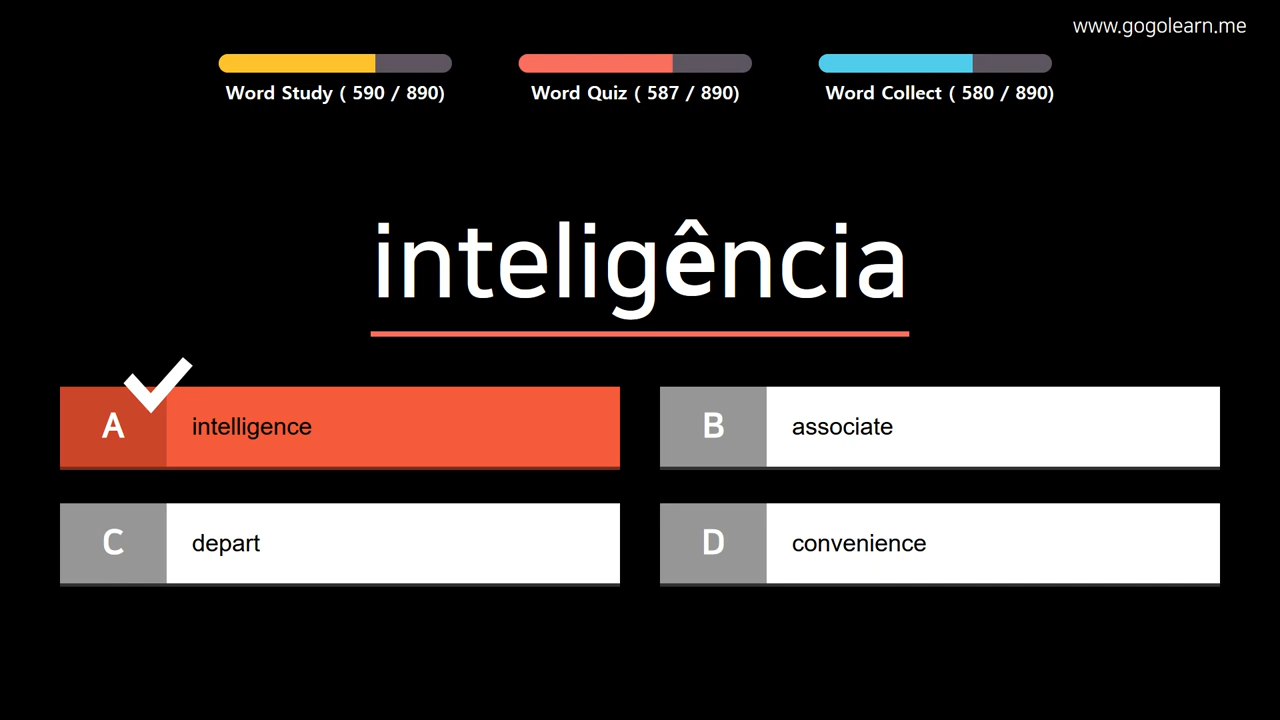 www.gogolearn.me
Word Study ( 590 / 890)
Word Quiz ( 587 / 890)
Word Collect ( 580 / 890)
inteligência
A intelligence
B associate
C depart
D convenience